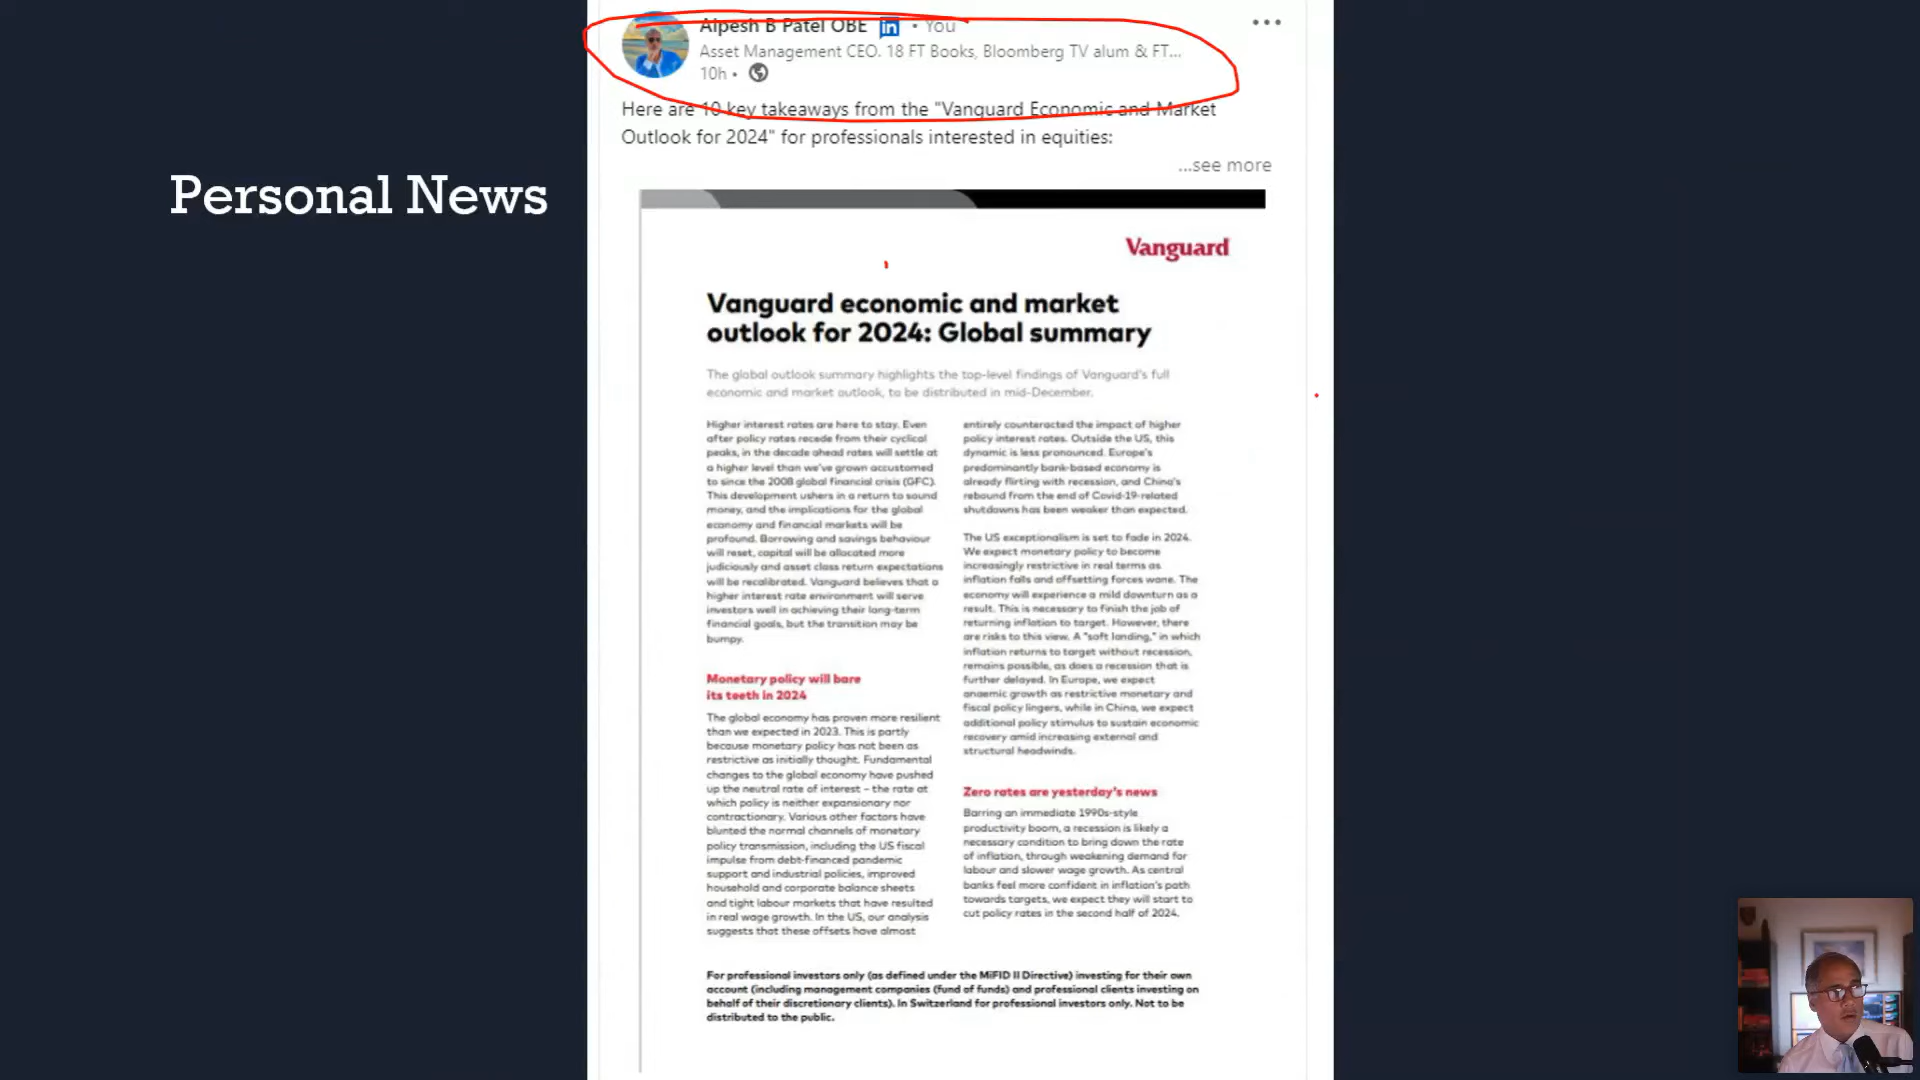 Personal News
Alpesh B Patel OBE in • You
Asset Management CEO. 18 FT Books, Bloomberg TV alum & FT...
10h •
Here are 10 key takeaways from the "Vanguard Economic and Market
Outlook for 2024" for professionals interested in equities:
...see more
Vanguard
Vanguard economic and market
outlook for 2024: Global summary
The global outlook summary highlights the top-level findings of Vanguard's full
economic and market outlook, to be distributed in mid-December.
Higher interest rates are here to stay. Even
after policy rates recede from their cyclical
peaks, in the decade ahead rates will settle at
a higher level than we've grown accustomed
to since the 2008 global financial crisis (GFC).
This development ushers in a return to sound
money, and the implications for the global
economy and financial markets will be
profound. Borrowing and savings behaviour
will reset, capital will be allocated more
judiciously and asset class return expectations
will be recalibrated. Vanguard believes that a
higher interest rate environment will serve
investors well in achieving their long-term
financial goals, but the transition may be
bumpy.
Monetary policy will bare
its teeth in 2024
The global economy has proven more resilient
than we expected in 2023. This is partly
because monetary policy has not been as
restrictive as initially thought. Fundamental
changes to the global economy have pushed
up the neutral rate of interest – the rate at
which policy is neither expansionary nor
contractionary. Various other factors have
blunted the normal channels of monetary
policy transmission, including the US fiscal
impulse from debt-financed pandemic
support and industrial policies, improved
household and corporate balance sheets
and tight labour markets that have resulted
in real wage growth. In the US, our analysis
suggests that these offsets have almost
entirely counteracted the impact of higher
policy interest rates. Outside the US, this
dynamic is less pronounced. Europe's
predominantly bank-based economy is
already flirting with recession, and China's
rebound from the end of Covid-19-related
shutdowns has been weaker than expected.
The US exceptionalism is set to fade in 2024.
We expect monetary policy to become
increasingly restrictive in real terms as
inflation falls and offsetting forces wane. The
economy will experience a mild downturn as a
result. This is necessary to finish the job of
returning inflation to target. However, there
are risks to this view. A "soft landing," in which
inflation returns to target without recession,
remains possible, as does a recession that is
further delayed. In Europe, we expect
anaemic growth as restrictive monetary and
fiscal policy lingers, while in China, we expect
additional policy stimulus to sustain economic
recovery amid increasing external and
structural headwinds.
Zero rates are yesterday's news
Barring an immediate 1990s-style
productivity boom, a recession is likely a
necessary condition to bring down the rate
of inflation, through weakening demand for
labour and slower wage growth. As central
banks feel more confident in inflation's path
towards targets, we expect they will start to
cut policy rates in the second half of 2024.
For professional investors only (as defined under the MiFID II Directive) investing for their own
account (including management companies (fund of funds) and professional clients investing on
behalf of their discretionary clients). In Switzerland for professional investors only. Not to be
distributed to the public.